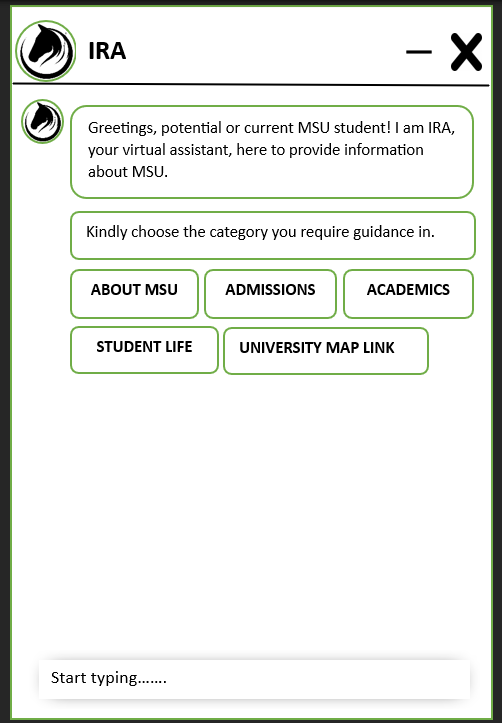 IRA
Greetings, potential or current MSU student! I am IRA,
your virtual assistant, here to provide information
about MSU.
Kindly choose the category you require guidance in.
ABOUT MSU
ADMISSIONS
ACADEMICS
STUDENT LIFE
UNIVERSITY MAP LINK
Start typing.......